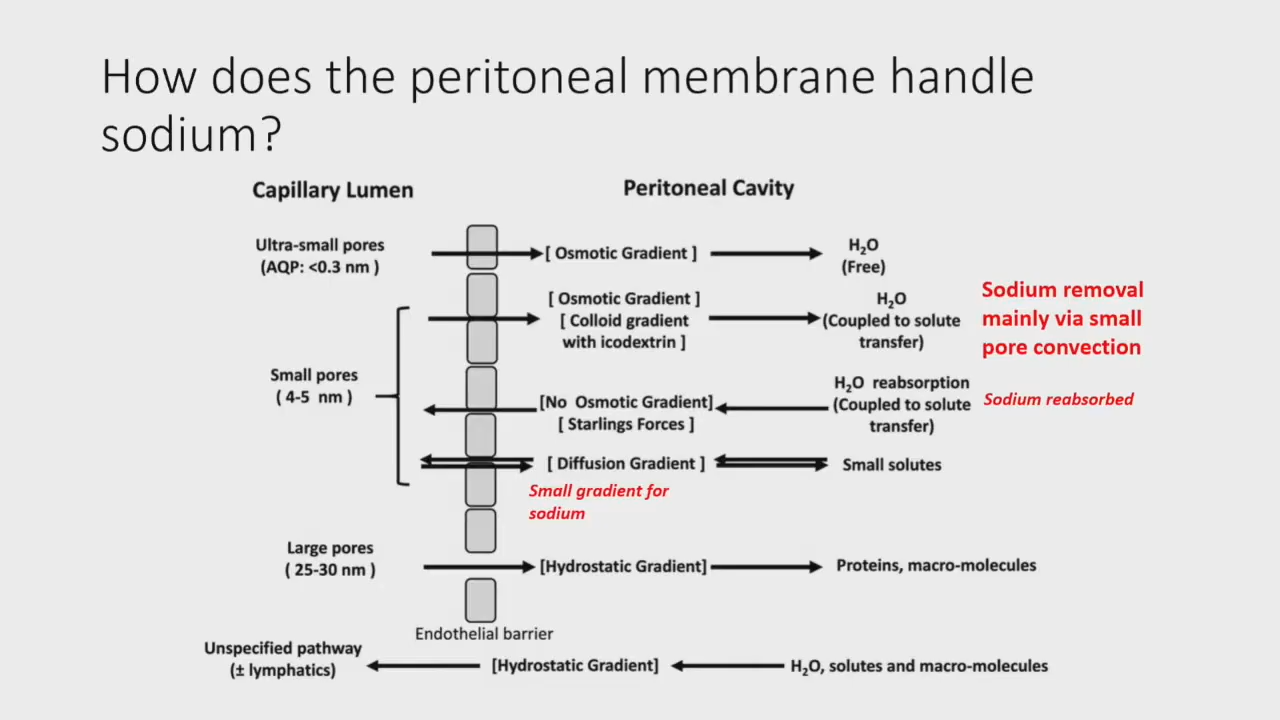 How does the peritoneal membrane handle
sodium?
Capillary Lumen
Peritoneal Cavity
Ultra-small pores
(AQP: <0.3 nm )
[ Osmotic Gradient ]
H₂O
(Free)
[ Osmotic Gradient ]
[ Colloid gradient
with icodextrin ]
H₂O
(Coupled to solute
transfer)
Sodium removal
mainly via small
pore convection
Small pores
( 4-5 nm )
[No Osmotic Gradient]
[ Starlings Forces ]
H₂O reabsorption
(Coupled to solute
transfer)
Sodium reabsorbed
[ Diffusion Gradient ]
Small solutes
Small gradient for
sodium
Large pores
( 25-30 nm )
[Hydrostatic Gradient]
Proteins, macro-molecules
Endothelial barrier
Unspecified pathway
(± lymphatics)
[Hydrostatic Gradient]
H₂O, solutes and macro-molecules